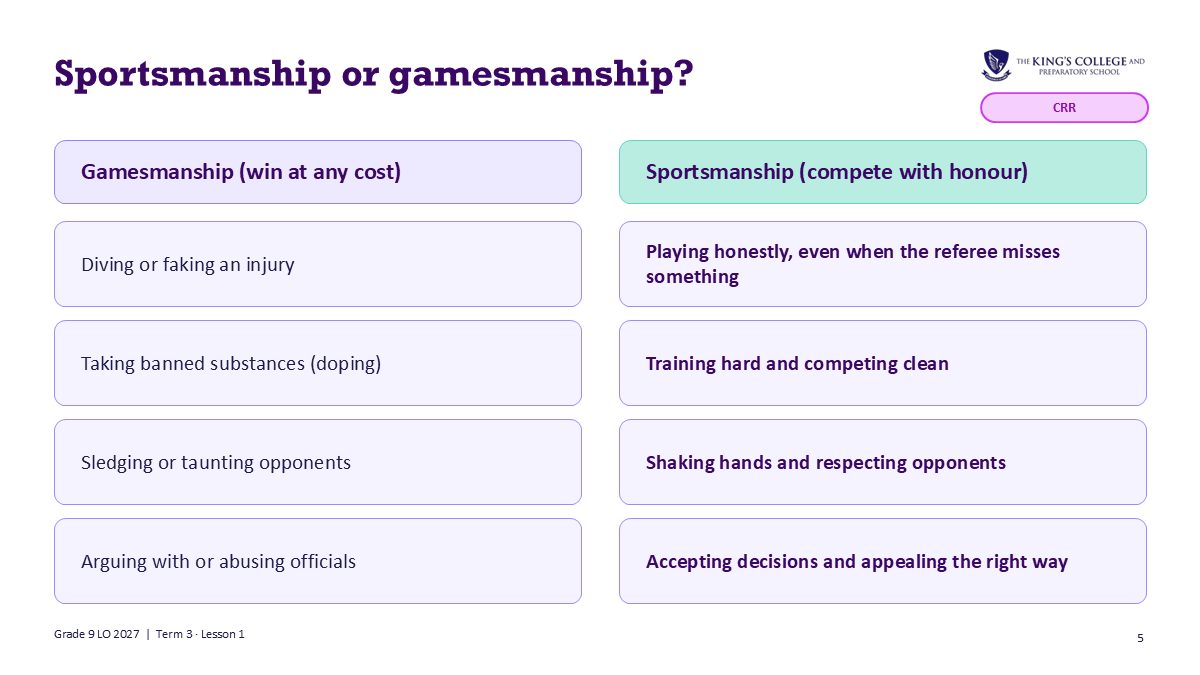 Sportsmanship or gamesmanship?
THE KING'S COLLEGE AND
PREPARATORY SCHOOL
CRR
Gamesmanship (win at any cost)
Sportsmanship (compete with honour)
Diving or faking an injury
Playing honestly, even when the referee misses
something
Taking banned substances (doping)
Training hard and competing clean
Sledging or taunting opponents
Shaking hands and respecting opponents
Arguing with or abusing officials
Accepting decisions and appealing the right way
Grade 9 LO 2027 | Term 3 · Lesson 1
5